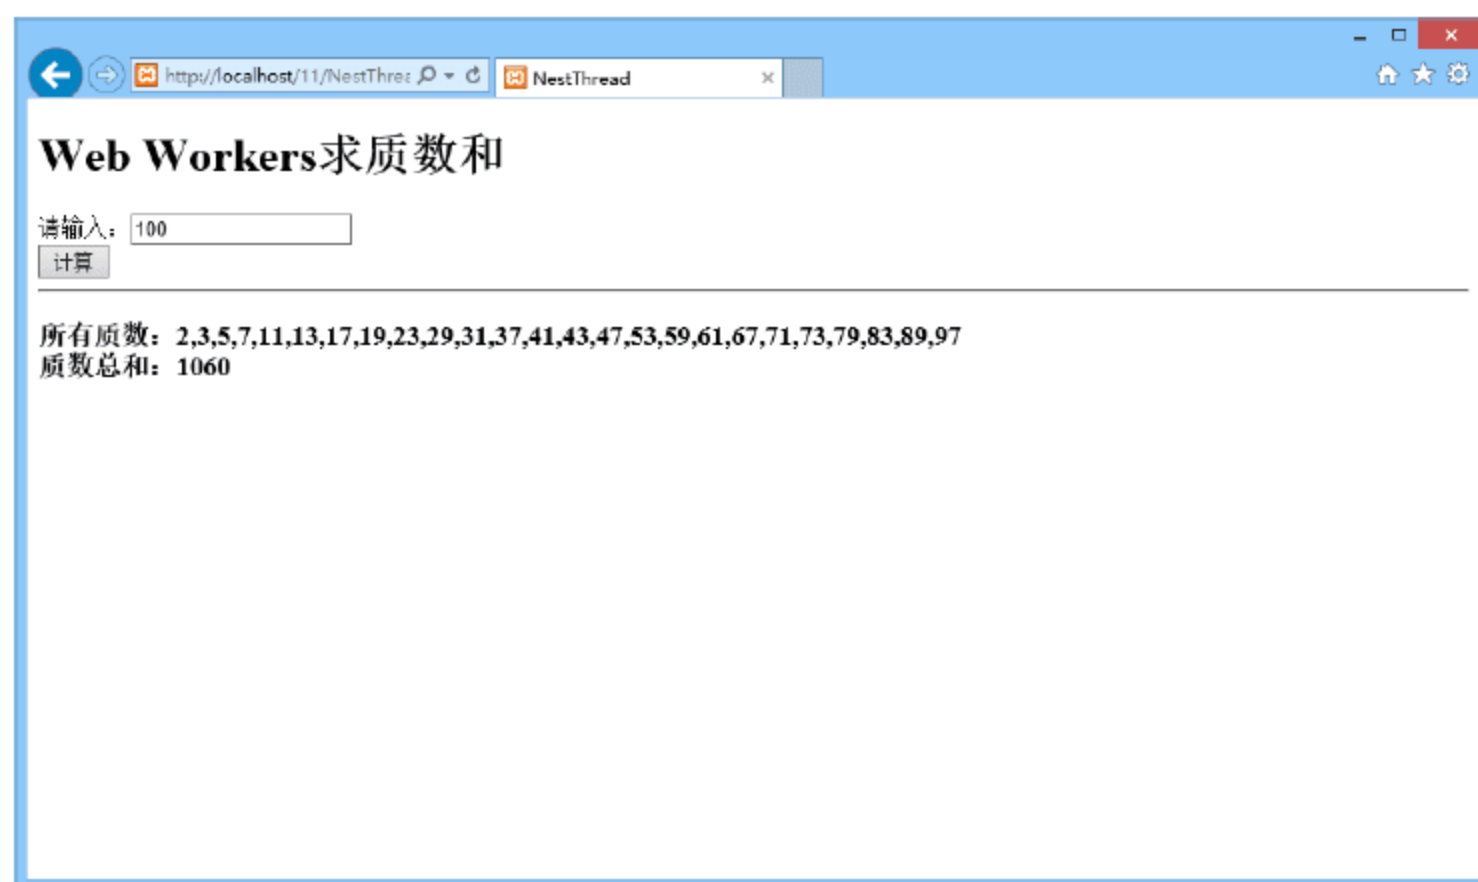 http://localhost/11/NestThrea
NestThread
Web Workers求质数和
请输入：100
计算
所有质数：2,3,5,7,11,13,17,19,23,29,31,37,41,43,47,53,59,61,67,71,73,79,83,89,97
质数总和：1060